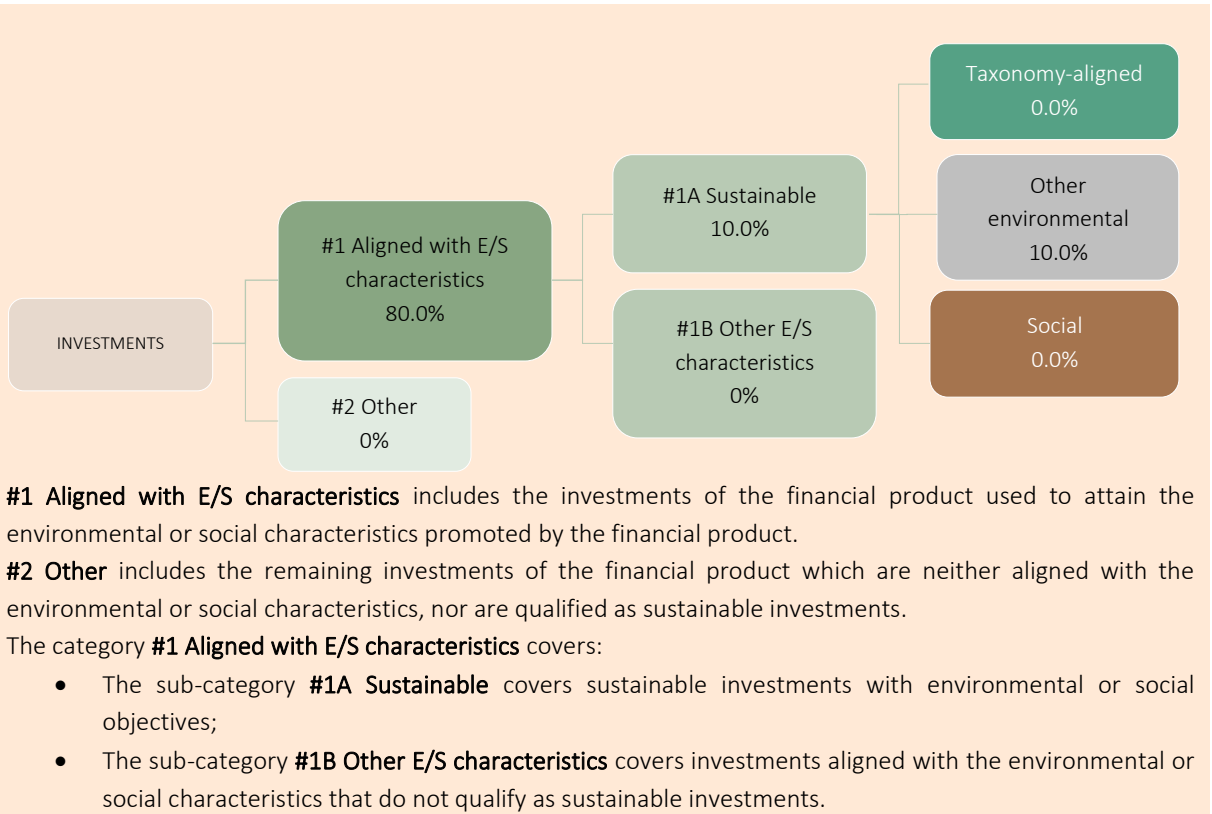 Taxonomy-aligned
0.0%
#1A Sustainable
10.0%
Other
environmental
10.0%
#1 Aligned with E/S
characteristics
80.0%
INVESTMENTS
#1B Other E/S
characteristics
0%
Social
0.0%
#2 Other
0%
#1 Aligned with E/S characteristics includes the investments of the financial product used to attain the
environmental or social characteristics promoted by the financial product.
#2 Other includes the remaining investments of the financial product which are neither aligned with the
environmental or social characteristics, nor are qualified as sustainable investments.
The category #1 Aligned with E/S characteristics covers:
• The sub-category #1A Sustainable covers sustainable investments with environmental or social
objectives;
• The sub-category #1B Other E/S characteristics covers investments aligned with the environmental or
social characteristics that do not qualify as sustainable investments.